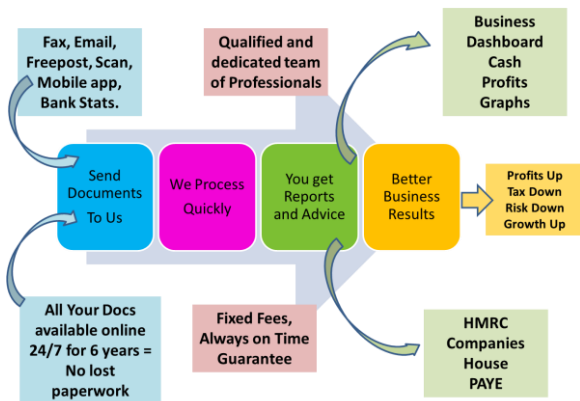 Fax, Email,
Freepost, Scan,
Mobile app,
Bank Stats.
Qualified and
dedicated team
of Professionals
Business
Dashboard
Cash
Profits
Graphs
Send
Documents
To Us
We Process
Quickly
You get
Reports
and Advice
Better
Business
Results
Profits Up
Tax Down
Risk Down
Growth Up
All Your Docs
available online
24/7 for 6 years =
No lost
paperwork
Fixed Fees,
Always on Time
Guarantee
HMRC
Companies
House
PAYE